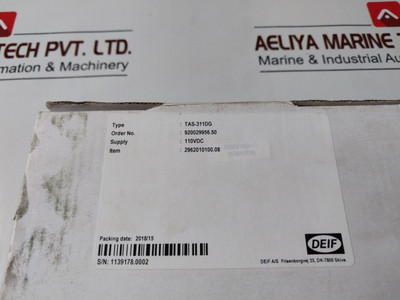 TECH PVT. LTD.
mation & Machinery
AELIYA MARINE T
Marine & Industrial Auto
Type : TAS-311DG
Order No. : 920029956.50
Supply : 110VDC
Item : 2962010100.08
Packing date: 2018/15
S/N: 1139178.0002
DEIF
DEIF A/S Frisenborgvej 33, DK-7800 Skive